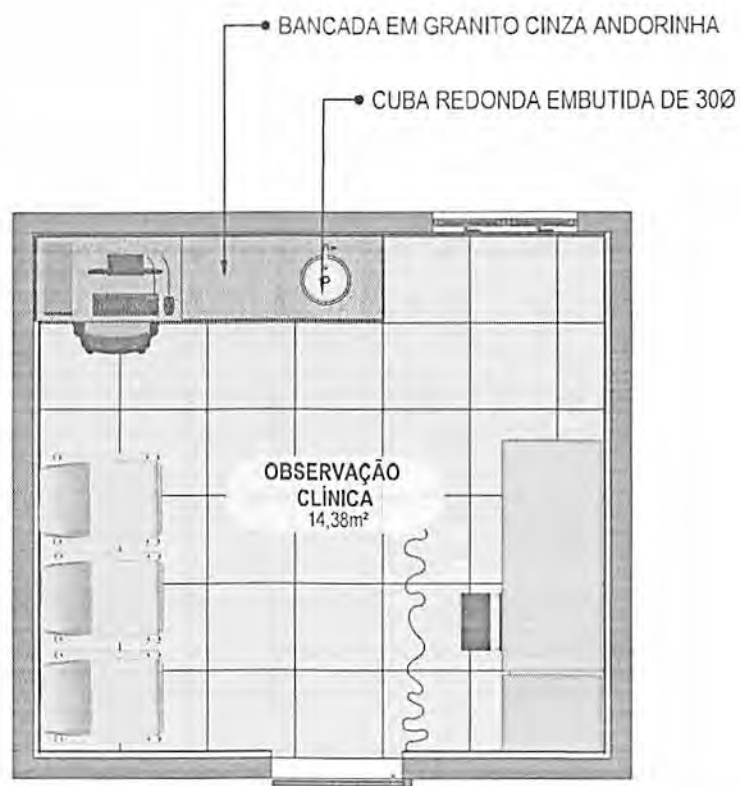 BANCADA EM GRANITO CINZA ANDORINHA
CUBA REDONDA EMBUTIDA DE 30Ø
OBSERVAÇÃO
CLÍNICA
14,38m²